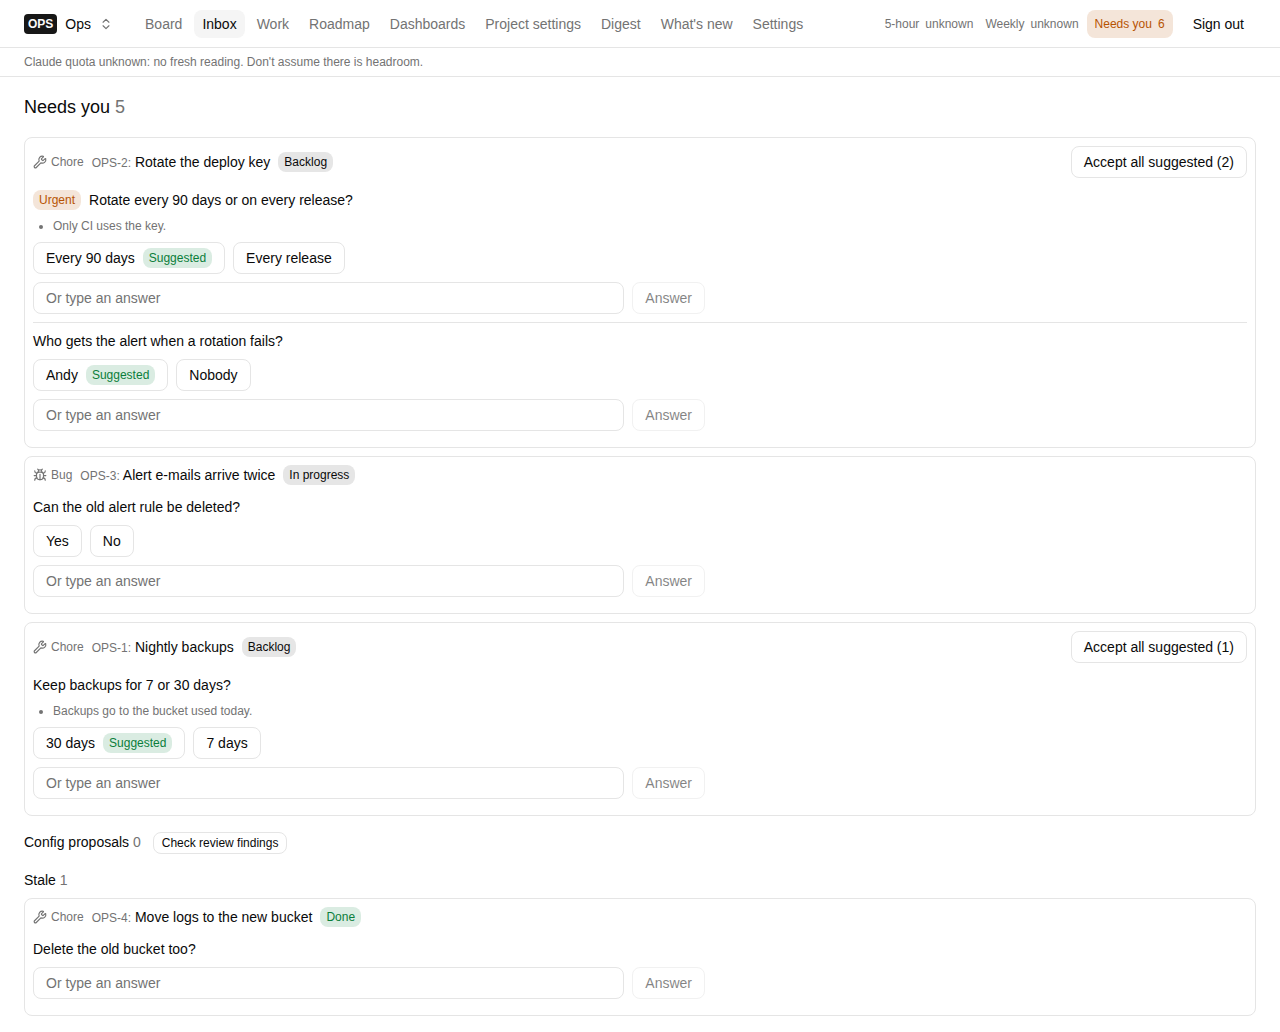 OPS Ops Board Inbox Work Roadmap Dashboards Project settings Digest What's new Settings 5-hour unknown Weekly unknown Needs you 6 Sign out
Claude quota unknown: no fresh reading. Don't assume there is headroom.
Needs you 5
Chore OPS-2: Rotate the deploy key Backlog Accept all suggested (2)
Urgent Rotate every 90 days or on every release?
• Only CI uses the key.
Every 90 days Suggested Every release
Or type an answer Answer
Who gets the alert when a rotation fails?
Andy Suggested Nobody
Or type an answer Answer
Bug OPS-3: Alert e-mails arrive twice In progress
Can the old alert rule be deleted?
Yes No
Or type an answer Answer
Chore OPS-1: Nightly backups Backlog Accept all suggested (1)
Keep backups for 7 or 30 days?
• Backups go to the bucket used today.
30 days Suggested 7 days
Or type an answer Answer
Config proposals 0 Check review findings
Stale 1
Chore OPS-4: Move logs to the new bucket Done
Delete the old bucket too?
Or type an answer Answer